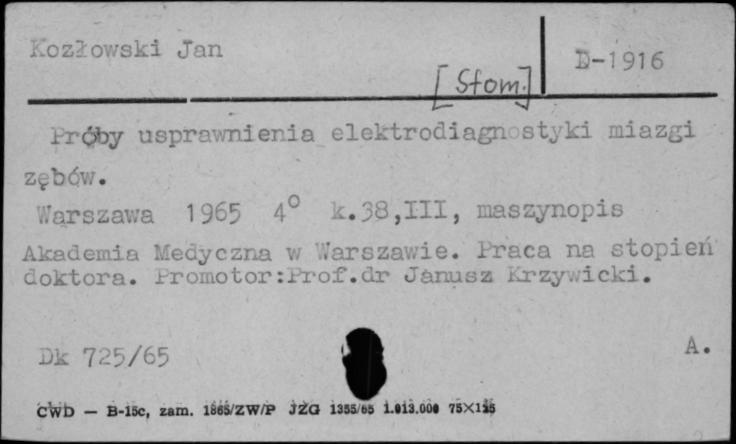 Kozłowski Jan
D-1916
[Stom.]
Próby usprawnienia elektrodiagnostyki miazgi
zębów.
Warszawa 1965 4° k.38,III, maszynopis
Akademia Medyczna w Warszawie. Praca na stopień
doktora. Promotor:Prof.dr Janusz Krzywicki.
Dk 725/65
A.
CWD — B-15c, zam. 1865/ZW/P JZG 1355/65 1.013.000 75×125